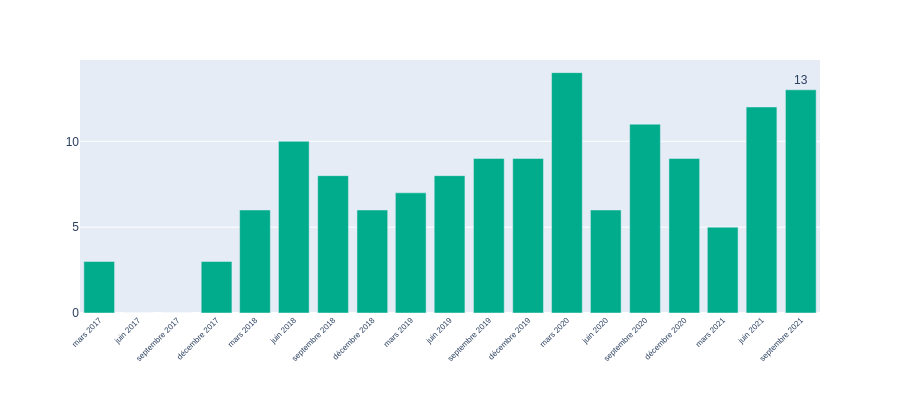 13
10
5
0
mars 2017
juin 2017
septembre 2017
décembre 2017
mars 2018
juin 2018
septembre 2018
décembre 2018
mars 2019
juin 2019
septembre 2019
décembre 2019
mars 2020
juin 2020
septembre 2020
décembre 2020
mars 2021
juin 2021
septembre 2021